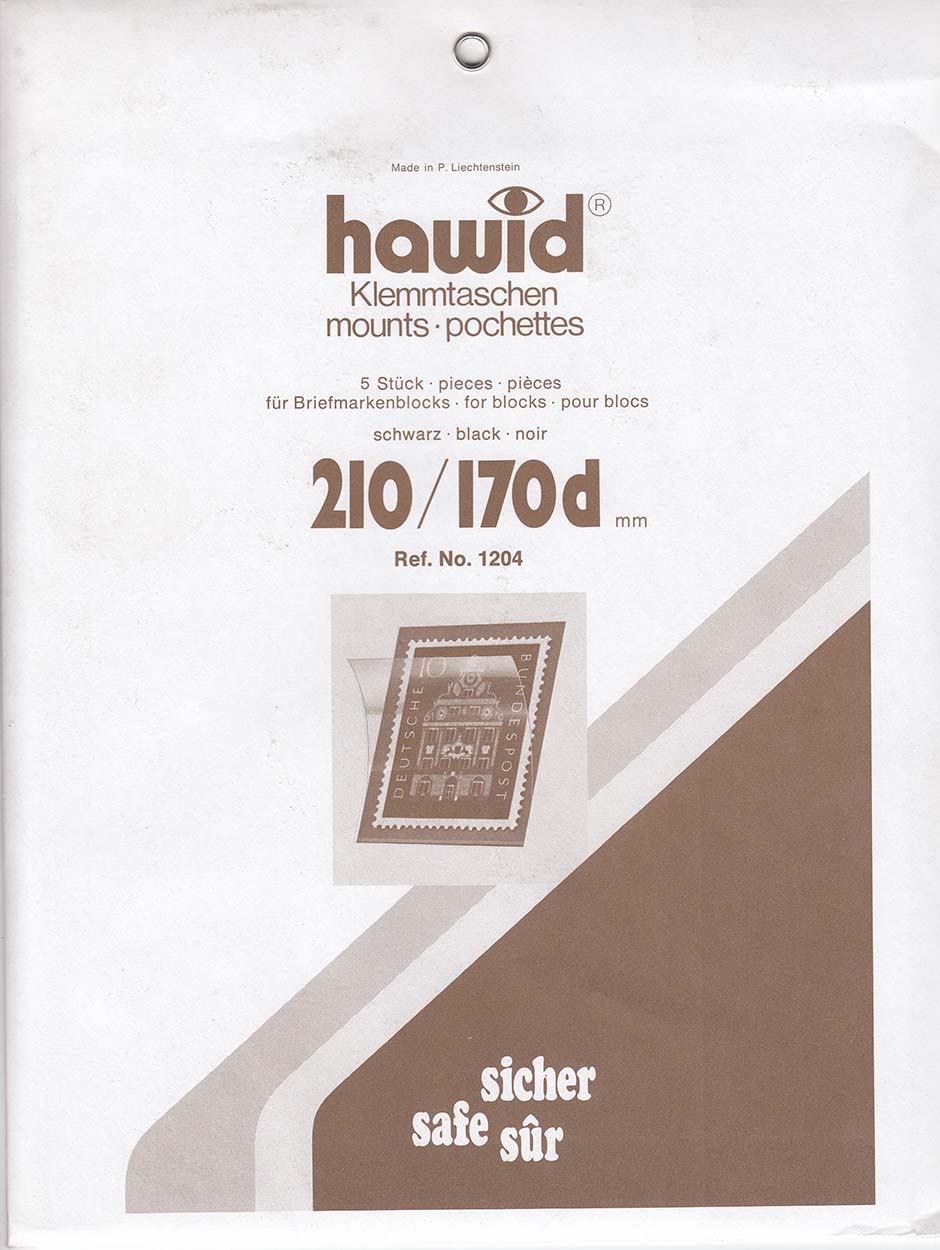 Made in P. Liechtenstein
hawid®
Klemmtaschen
mounts · pochettes
5 Stück · pieces · pièces
für Briefmarkenblocks · for blocks · pour blocs
schwarz · black · noir
210/170d mm
Ref. No. 1204
10
DEUTSCHE
BUNDESPOST
sicher
safe
sûr